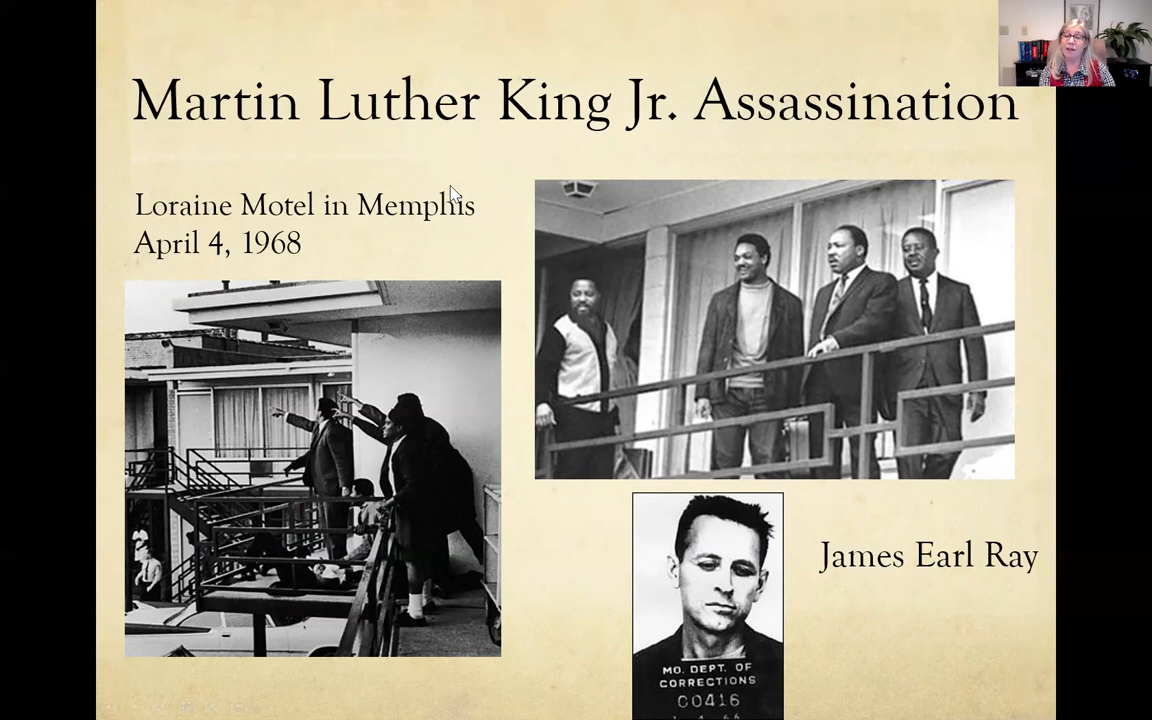 Martin Luther King Jr. Assassination
Loraine Motel in Memphis
April 4, 1968
James Earl Ray
MO. DEPT. OF
CORRECTIONS
00416